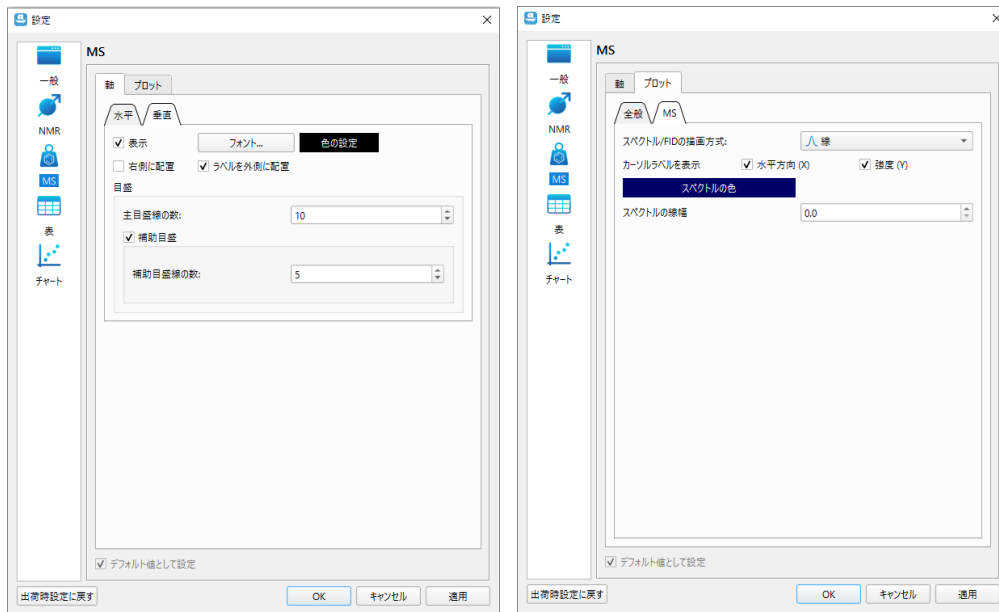 設定
MS
一般
NMR
MS
表
チャート
軸 プロット
水平 垂直
表示 フォント... 色の設定
右側に配置 ラベルを外側に配置
目盛
主目盛線の数: 10
補助目盛
補助目盛線の数: 5
デフォルト値として設定
出荷時設定に戻す OK キャンセル 適用
設定
MS
一般
NMR
MS
表
チャート
軸 プロット
全般 MS
スペクトル/FIDの描画方式: 線
カーソルラベルを表示 水平方向 (X) 強度 (Y)
スペクトルの色
スペクトルの線幅 0.0
デフォルト値として設定
出荷時設定に戻す OK キャンセル 適用